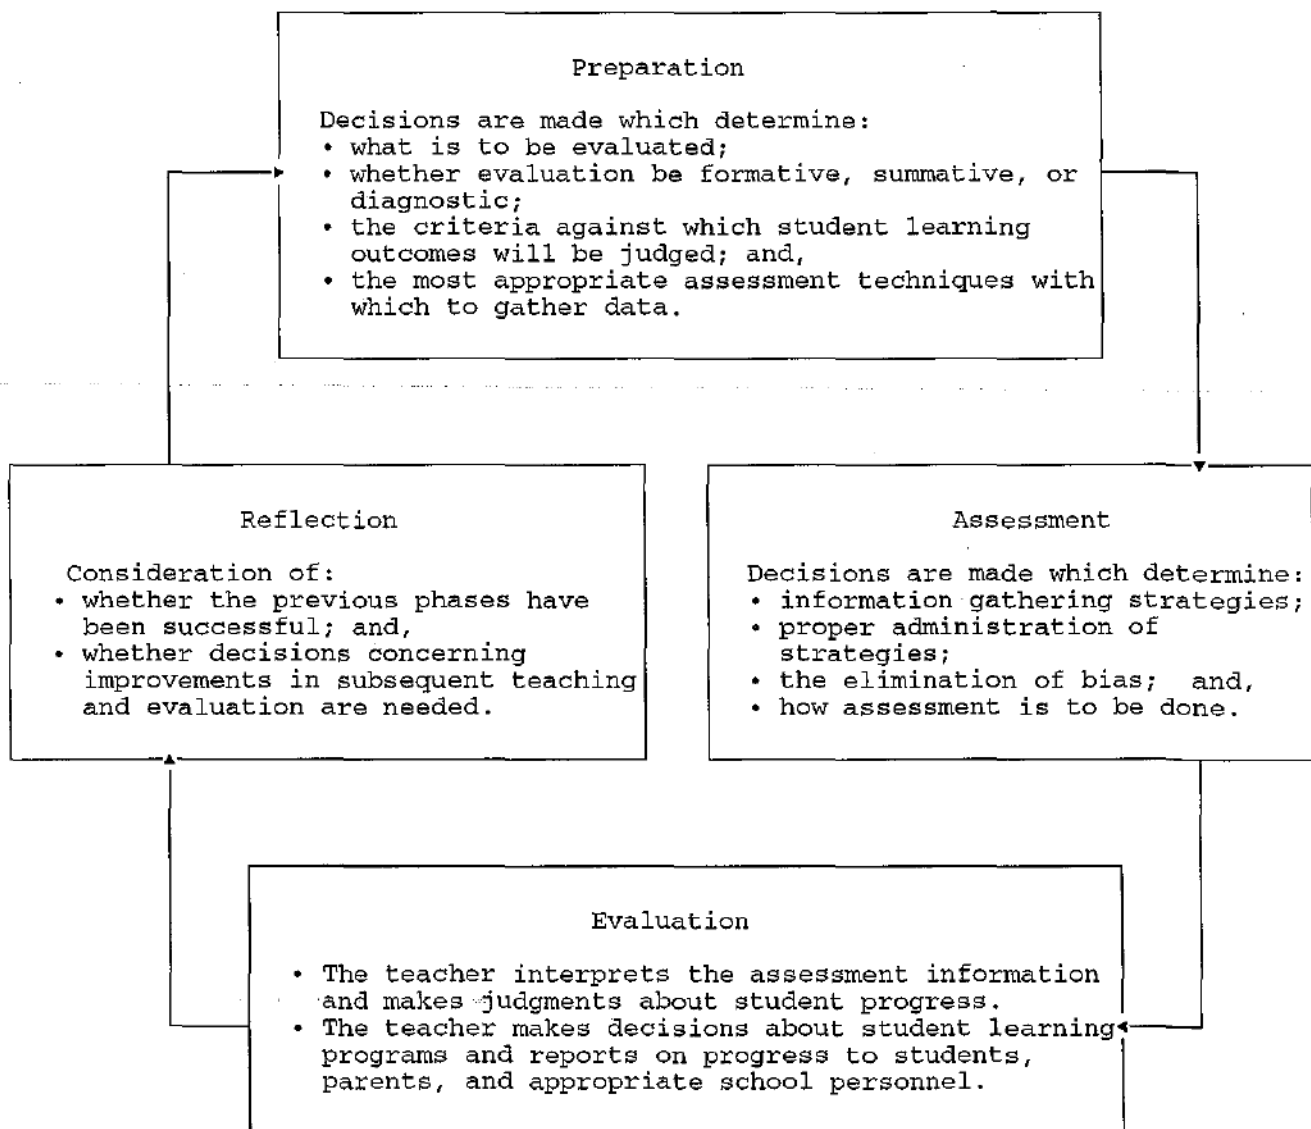 Preparation
Decisions are made which determine:
• what is to be evaluated;
• whether evaluation be formative, summative, or
diagnostic;
• the criteria against which student learning
outcomes will be judged; and,
• the most appropriate assessment techniques with
which to gather data.
Reflection
Consideration of:
• whether the previous phases have
been successful; and,
• whether decisions concerning
improvements in subsequent teaching
and evaluation are needed.
Assessment
Decisions are made which determine:
• information gathering strategies;
• proper administration of
strategies;
• the elimination of bias; and,
• how assessment is to be done.
Evaluation
• The teacher interprets the assessment information
and makes judgments about student progress.
• The teacher makes decisions about student learning
programs and reports on progress to students,
parents, and appropriate school personnel.